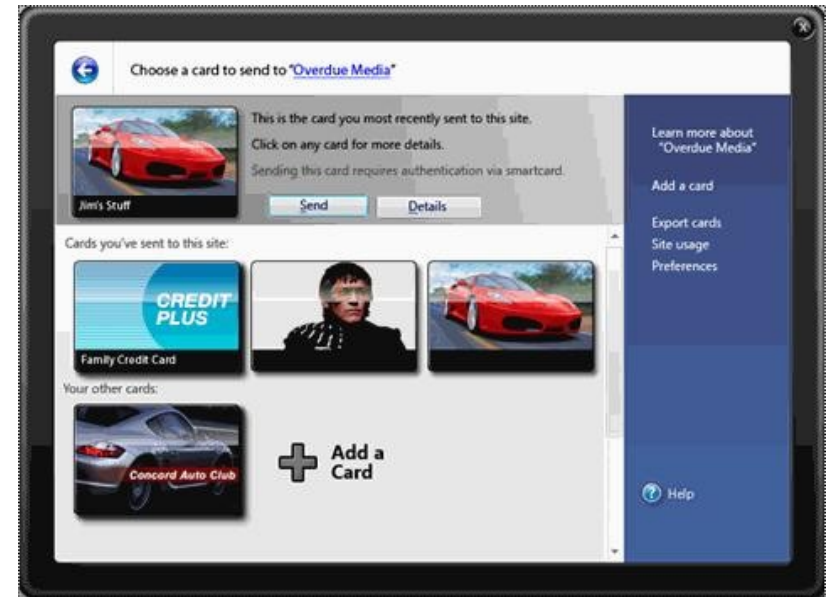 Choose a card to send to "Overdue Media"
This is the card you most recently sent to this site.
Click on any card for more details.
Sending this card requires authentication via smartcard.
Jim's Stuff
Send
Details
Cards you've sent to this site:
CREDIT
PLUS
Family Credit Card
Your other cards:
Concord Auto Club
Add a
Card
Learn more about
"Overdue Media"
Add a card
Export cards
Site usage
Preferences
Help